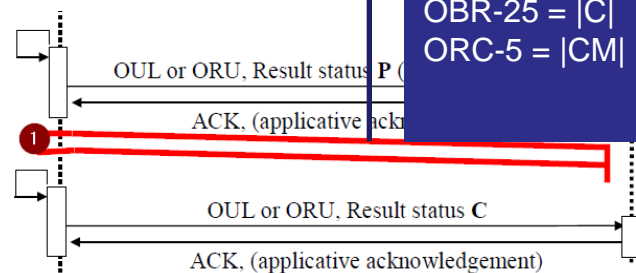 OBR-25 = |C|
ORC-5 = |CM|
OUL or ORU, Result status P (
ACK, (applicative ack
1
OUL or ORU, Result status C
ACK, (applicative acknowledgement)